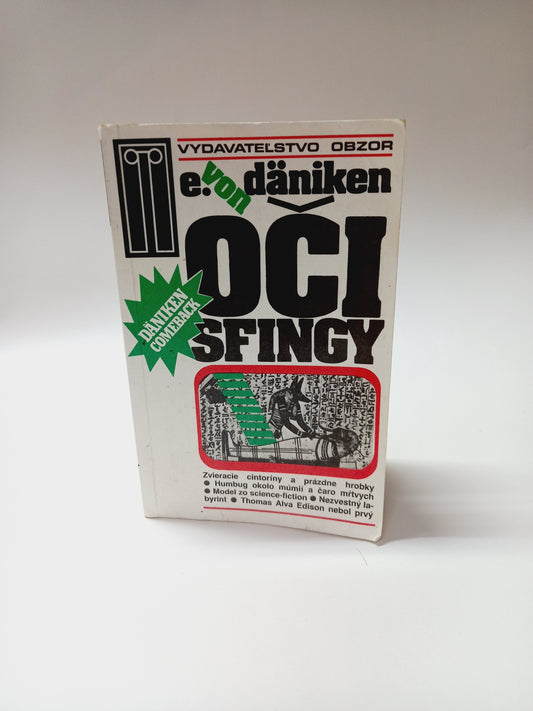 VYDAVATEĽSTVO OBZOR
e. von däniken
OČI
SFINGY
DÄNIKEN
COMEBACK
Zvieracie cintoríny a prázdne hrobky
● Humbug okolo múmií a čaro mŕtvych
● Model zo science-fiction ● Nezvestný la-
byrint ● Thomas Alva Edison nebol prvý